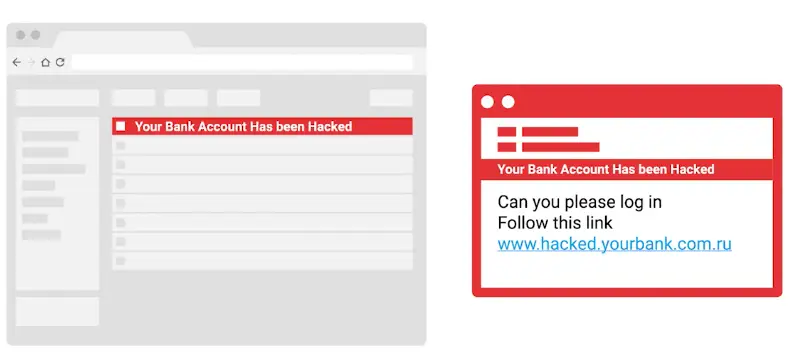 Your Bank Account Has been Hacked
Your Bank Account Has been Hacked
Can you please log in
Follow this link
www.hacked.yourbank.com.ru